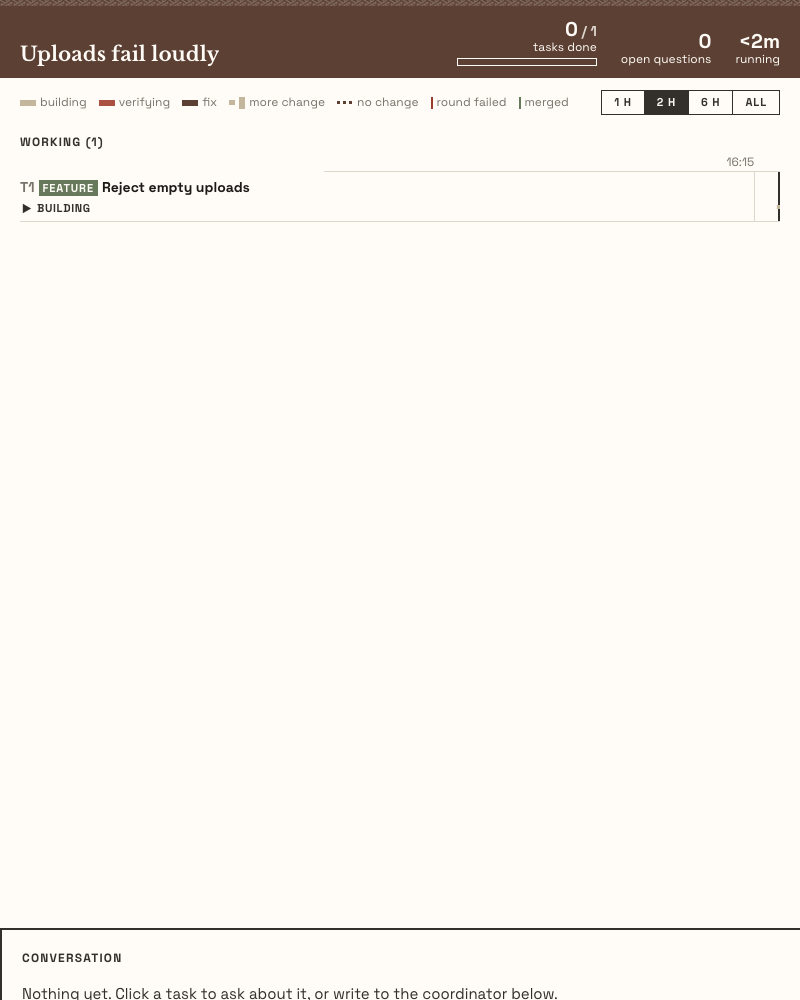 Uploads fail loudly
0 / 1
tasks done
0
open questions
<2m
running
building verifying fix more change no change round failed merged
1 H 2 H 6 H ALL
WORKING (1)
16:15
T1 FEATURE Reject empty uploads
▶ BUILDING
CONVERSATION
Nothing yet. Click a task to ask about it, or write to the coordinator below.